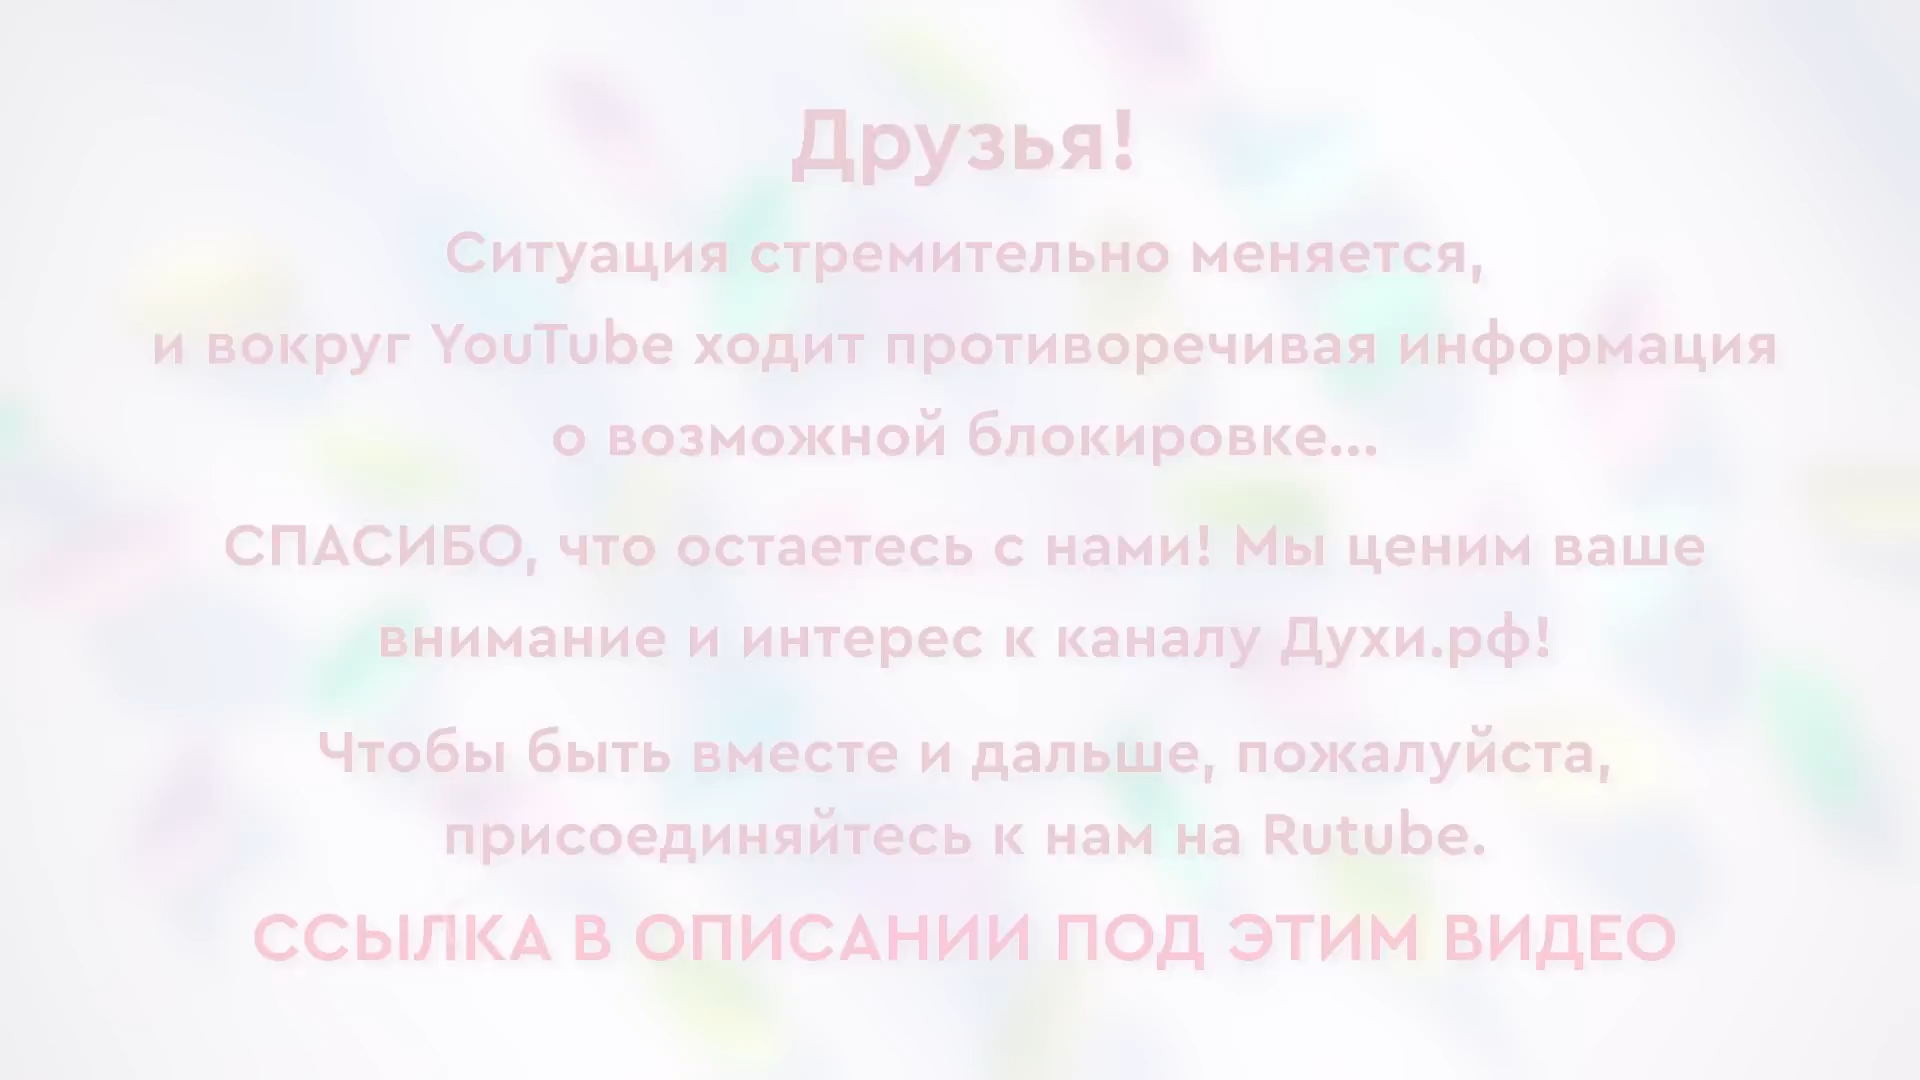 Друзья!
Ситуация стремительно меняется,
и вокруг YouTube ходит противоречивая информация
о возможной блокировке...
СПАСИБО, что остаетесь с нами! Мы ценим ваше
внимание и интерес к каналу Духи.рф!
Чтобы быть вместе и дальше, пожалуйста,
присоединяйтесь к нам на Rutube.
ССЫЛКА В ОПИСАНИИ ПОД ЭТИМ ВИДЕО